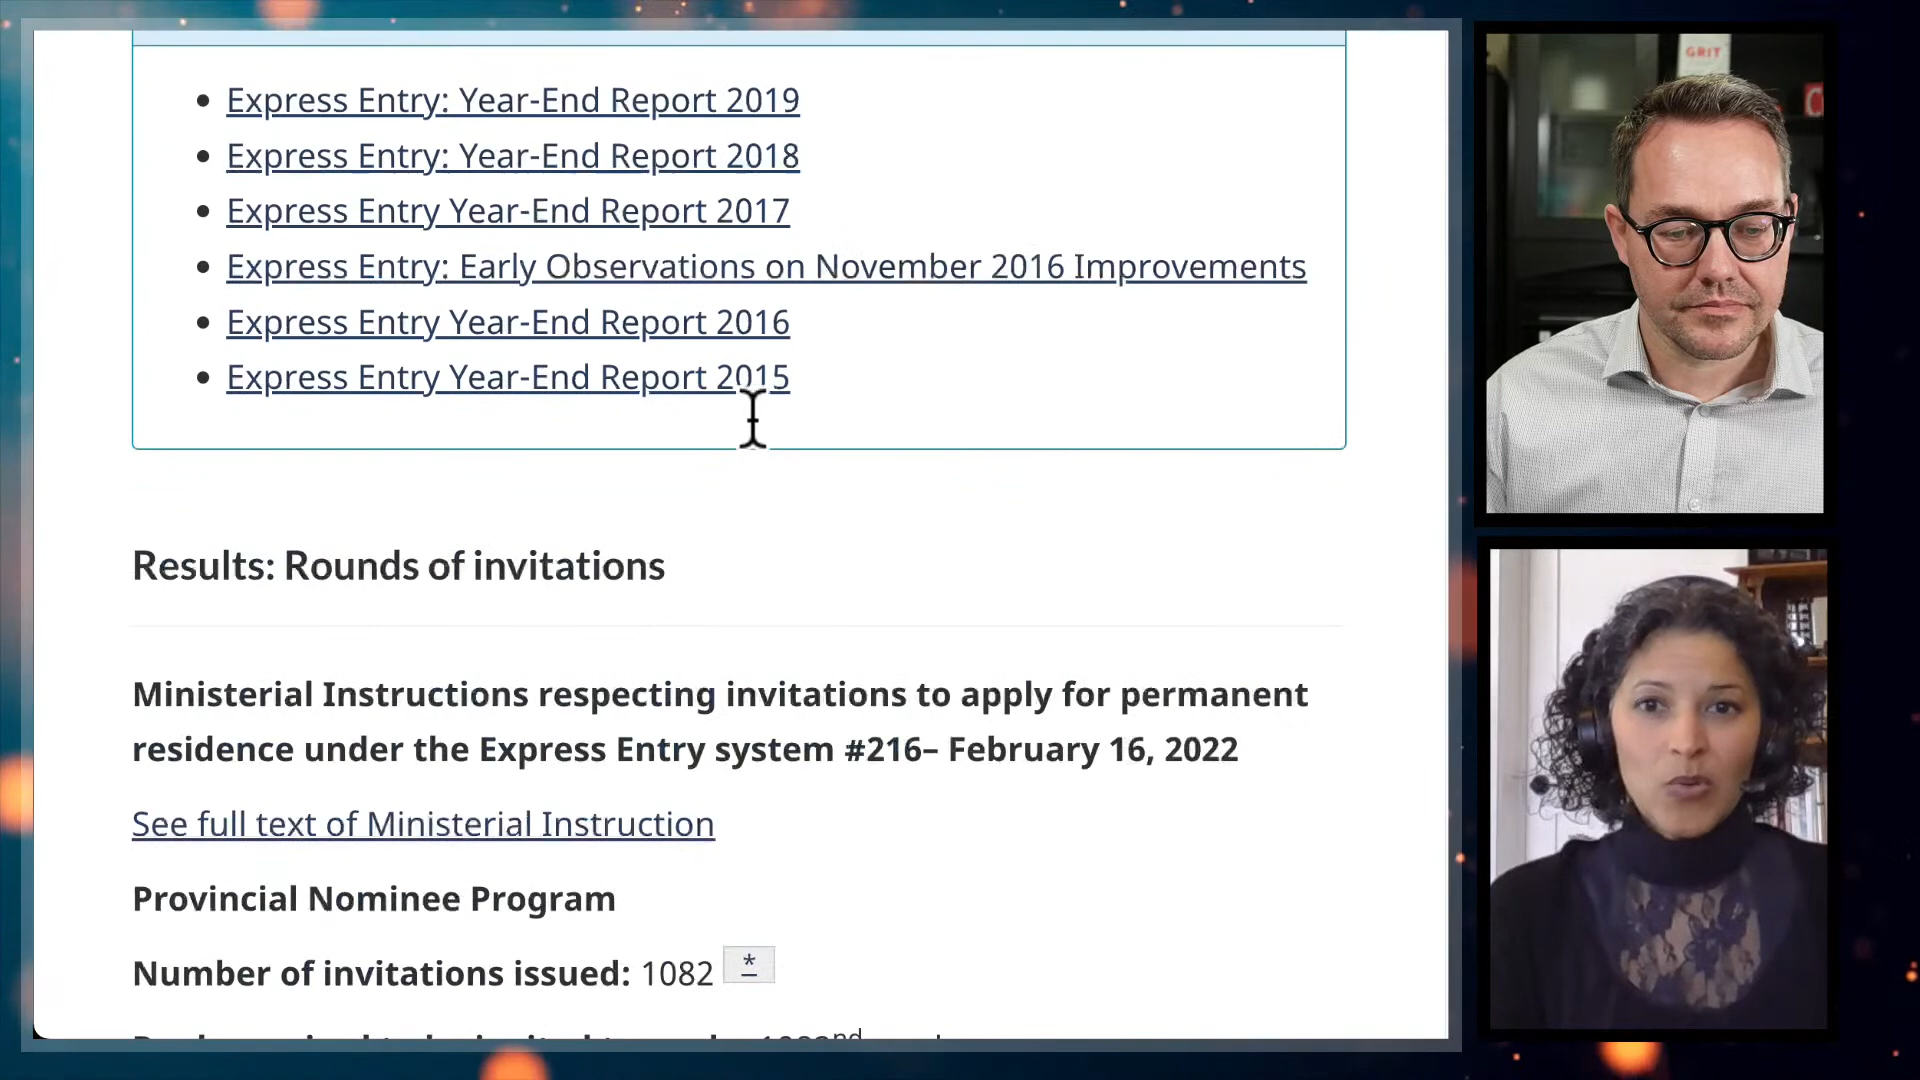 Express Entry: Year-End Report 2019
Express Entry: Year-End Report 2018
Express Entry Year-End Report 2017
Express Entry: Early Observations on November 2016 Improvements
Express Entry Year-End Report 2016
Express Entry Year-End Report 2015
Results: Rounds of invitations
Ministerial Instructions respecting invitations to apply for permanent
residence under the Express Entry system #216– February 16, 2022
See full text of Ministerial Instruction
Provincial Nominee Program
Number of invitations issued: 1082 *
GRIT